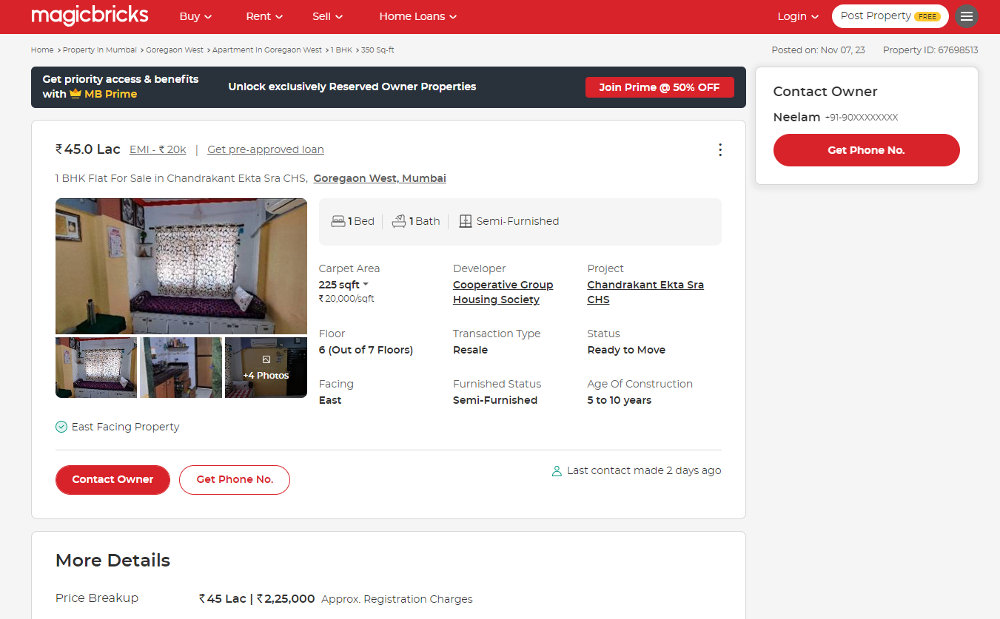 magicbricks
Buy
Rent
Sell
Home Loans
Login
Post Property FREE
Home > Property In Mumbai > Goregaon West > Apartment In Goregaon West > 1 BHK > 350 Sq-ft
Posted on: Nov 07, 23
Property ID: 67698513
Get priority access & benefits
with MB Prime
Unlock exclusively Reserved Owner Properties
Join Prime @ 50% OFF
Contact Owner
Neelam +91-90XXXXXXXX
Get Phone No.
₹45.0 Lac EMI - ₹ 20k | Get pre-approved loan
1 BHK Flat For Sale in Chandrakant Ekta Sra CHS, Goregaon West, Mumbai
1 Bed
1 Bath
Semi-Furnished
Carpet Area
225 sqft
₹ 20,000/sqft
Developer
Cooperative Group
Housing Society
Project
Chandrakant Ekta Sra
CHS
Floor
6 (Out of 7 Floors)
Transaction Type
Resale
Status
Ready to Move
Facing
East
Furnished Status
Semi-Furnished
Age Of Construction
5 to 10 years
+4 Photos
East Facing Property
Contact Owner
Get Phone No.
Last contact made 2 days ago
More Details
Price Breakup
₹45 Lac | ₹2,25,000 Approx. Registration Charges